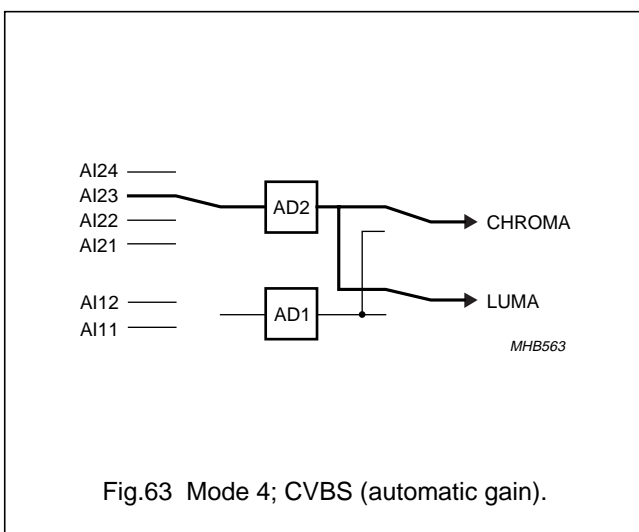 AI24
AI23
AI22
AI21
AD2
CHROMA
AI12
AI11
AD1
LUMA
MHB563
Fig.63 Mode 4; CVBS (automatic gain).